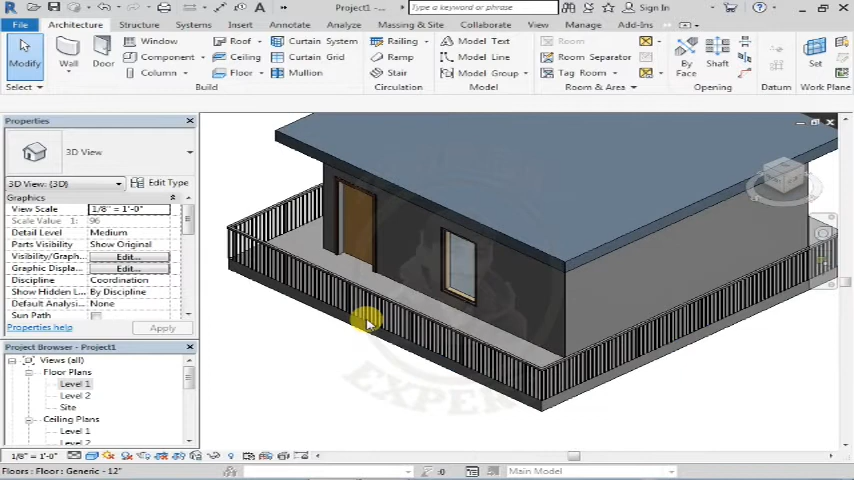 Project1 -...
Type a keyword or phrase
Sign In
File Architecture Structure Systems Insert Annotate Analyze Massing & Site Collaborate View Manage Add-Ins
Modify
Wall
Door
Window
Component
Column
Roof
Ceiling
Floor
Curtain System
Curtain Grid
Mullion
Railing
Ramp
Stair
Model Text
Model Line
Model Group
Room
Room Separator
Tag Room
By Face
Shaft
Set
Select
Build
Circulation
Model
Room & Area
Opening
Datum
Work Plane
Properties
3D View
3D View: {3D}
Edit Type
Graphics
View Scale 1/8" = 1'-0"
Scale Value 1: 96
Detail Level Medium
Parts Visibility Show Original
Visibility/Graph... Edit...
Graphic Displa... Edit...
Discipline Coordination
Show Hidden L... By Discipline
Default Analysi... None
Sun Path
Properties help
Apply
Project Browser - Project1
Views (all)
Floor Plans
Level 1
Level 2
Site
Ceiling Plans
Level 1
Level 2
EXPERT
1/8" = 1'-0"
Floors : Floor : Generic - 12"
:0
Main Model